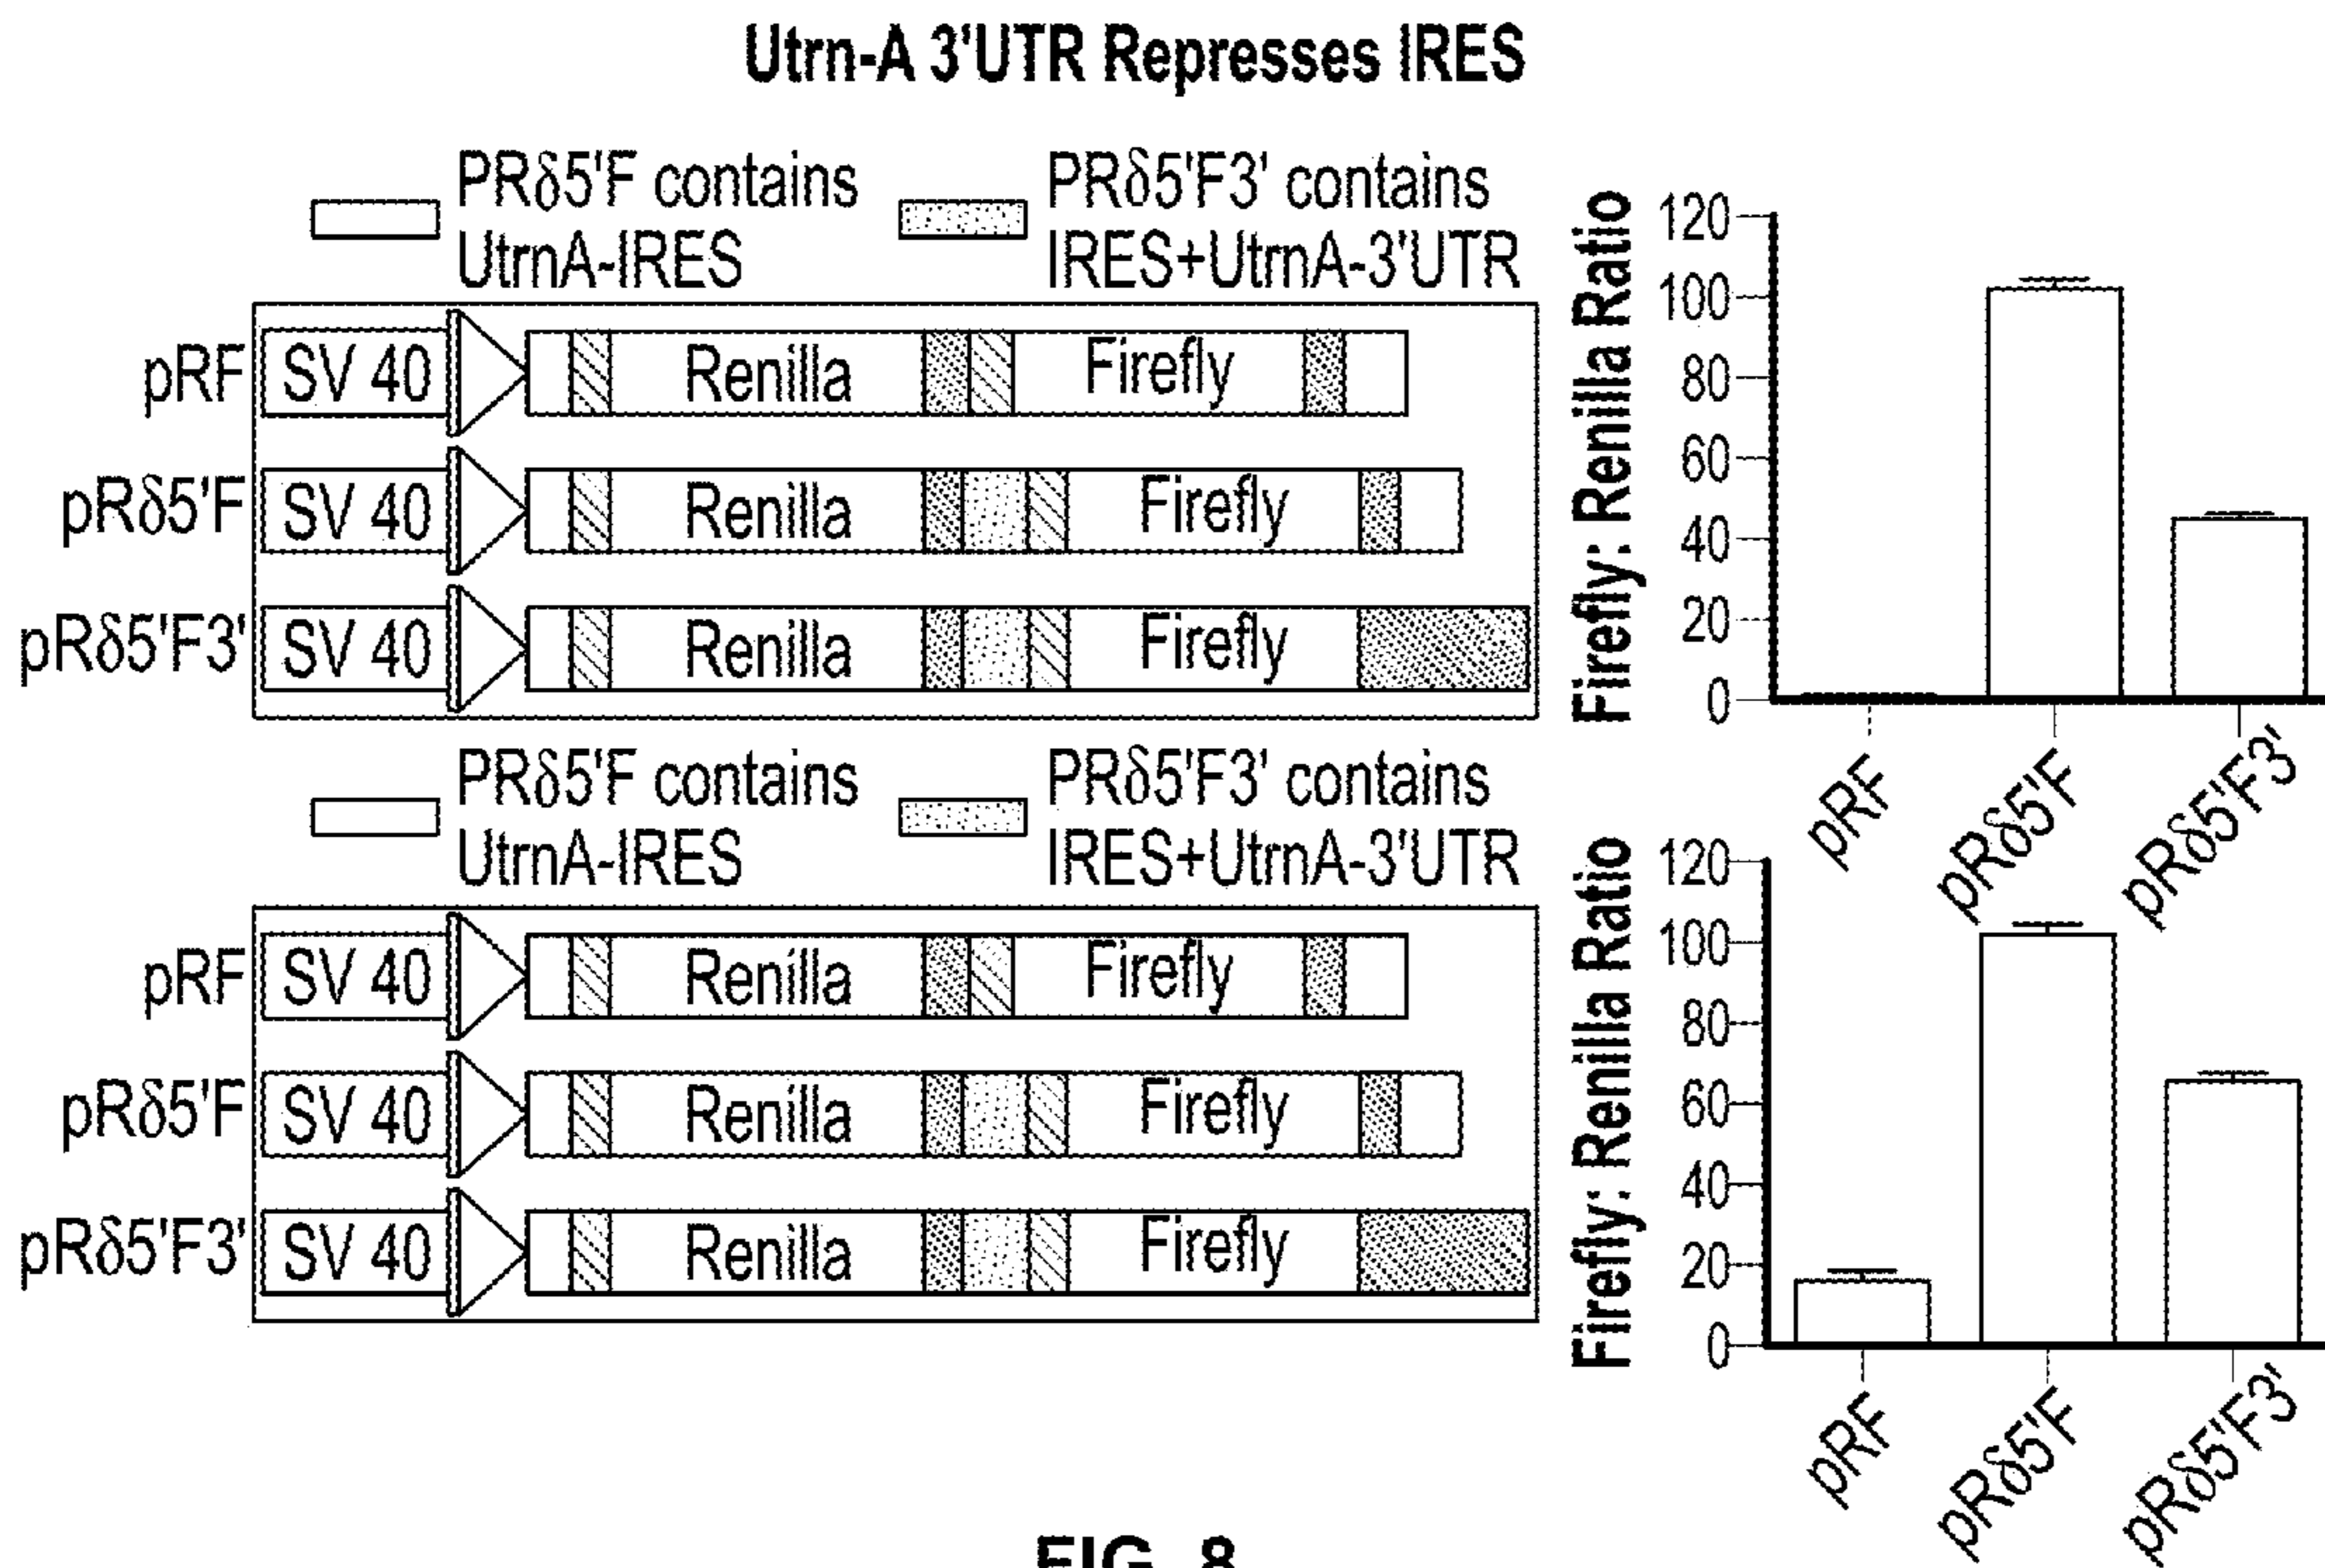 Utrn-A 3'UTR Represses IRES
PRδ5'F contains
UtrnA-IRES
PRδ5'F3' contains
IRES+UtrnA-3'UTR
pRF SV 40 Renilla Firefly
pRδ5'F SV 40 Renilla Firefly
pRδ5'F3' SV 40 Renilla Firefly
Firefly: Renilla Ratio
120
100
80
60
40
20
0
pRF
pRδ5'F
pRδ5'F3'
PRδ5'F contains
UtrnA-IRES
PRδ5'F3' contains
IRES+UtrnA-3'UTR
pRF SV 40 Renilla Firefly
pRδ5'F SV 40 Renilla Firefly
pRδ5'F3' SV 40 Renilla Firefly
Firefly: Renilla Ratio
120
100
80
60
40
20
0
pRF
pRδ5'F
pRδ5'F3'
FIG. 8